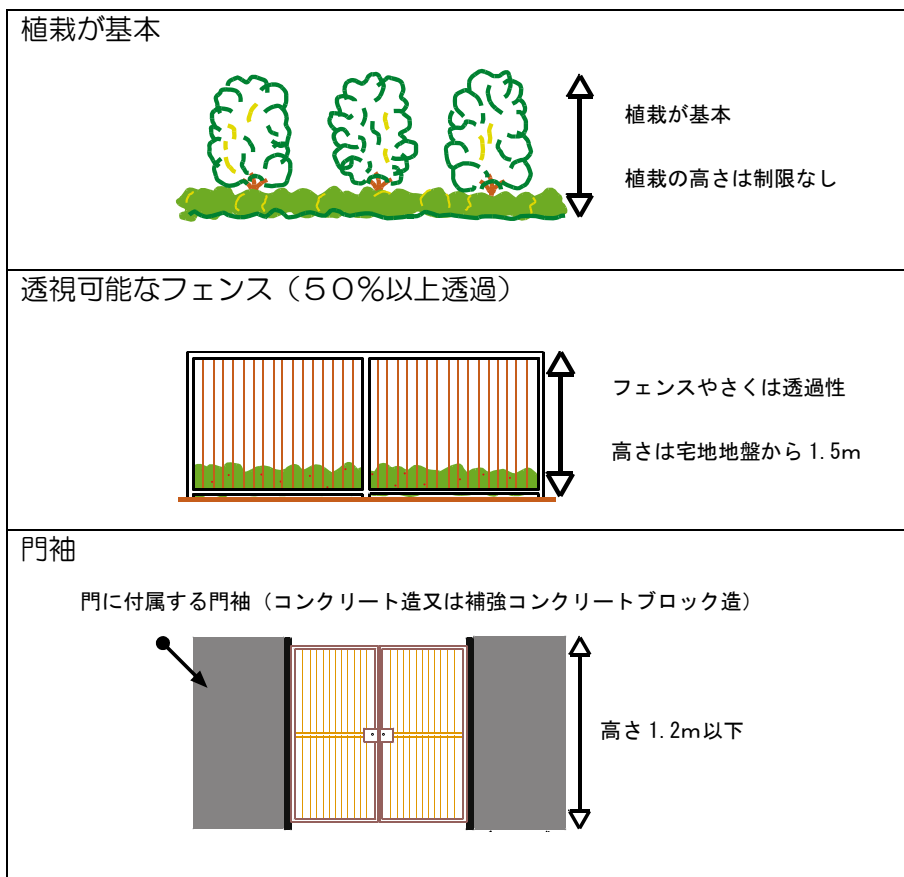 植栽が基本
植栽が基本
植栽の高さは制限なし
透視可能なフェンス（５０％以上透過）
フェンスやさくは透過性
高さは宅地地盤から 1.5ｍ
門袖
門に付属する門袖（コンクリート造又は補強コンクリートブロック造）
高さ 1.2ｍ以下